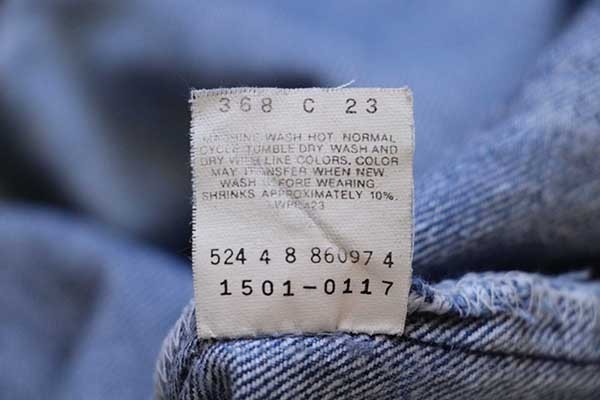 368 C 23
MACHINE WASH HOT, NORMAL
CYCLE TUMBLE DRY WASH AND
DRY WITH LIKE COLORS. COLOR
MAY TRANSFER WHEN NEW
WASH BEFORE WEARING
SHRINKS APPROXIMATELY 10%.
524 4 8 86097 4
1501-0117